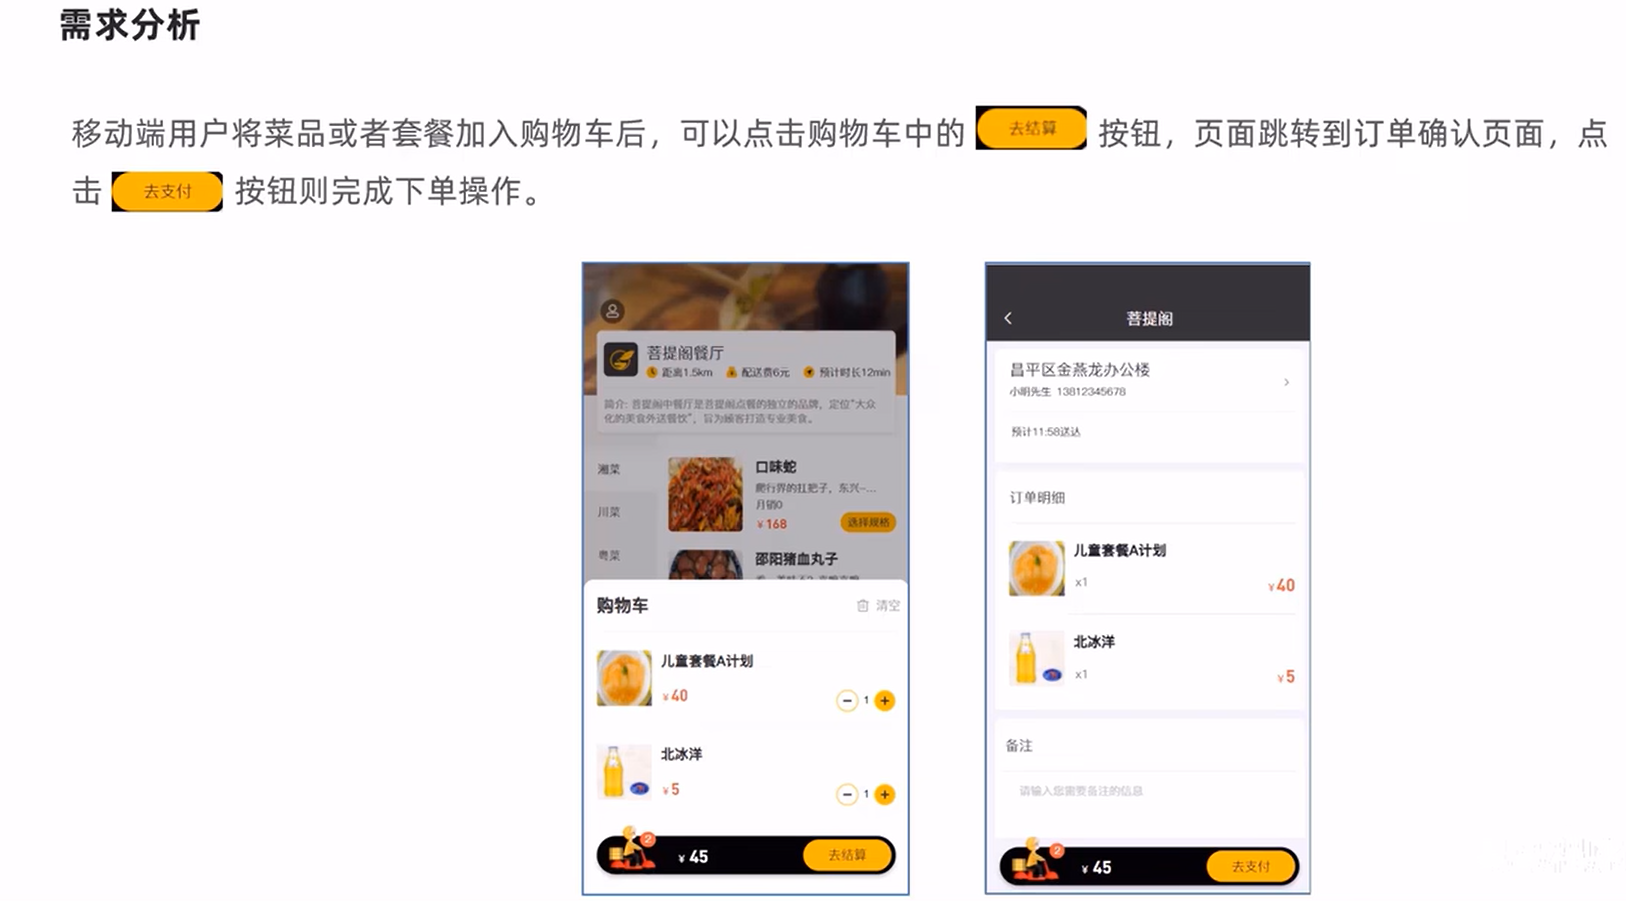 需求分析
移动端用户将菜品或者套餐加入购物车后，可以点击购物车中的 去结算 按钮，页面跳转到订单确认页面，点
击 去支付 按钮则完成下单操作。
菩提阁餐厅
距离1.5km 配送费6元 预计时长12min
简介: 菩提阁中餐厅是菩提阁点餐的独立的品牌，定位“大众
化的美食外送餐饮”，旨为顾客打造专业美食。
湘菜
川菜
粤菜
口味蛇
爬行界的扛把子，东兴-...
月销0
¥168
选择规格
邵阳猪血丸子
购物车
清空
儿童套餐A计划
¥40
1
北冰洋
¥5
1
2
¥45
去结算
菩提阁
昌平区金燕龙办公楼
小明先生 13812345678
预计11:58送达
订单明细
儿童套餐A计划
x1
¥40
北冰洋
x1
¥5
备注
请输入您需要备注的信息
2
¥45
去支付